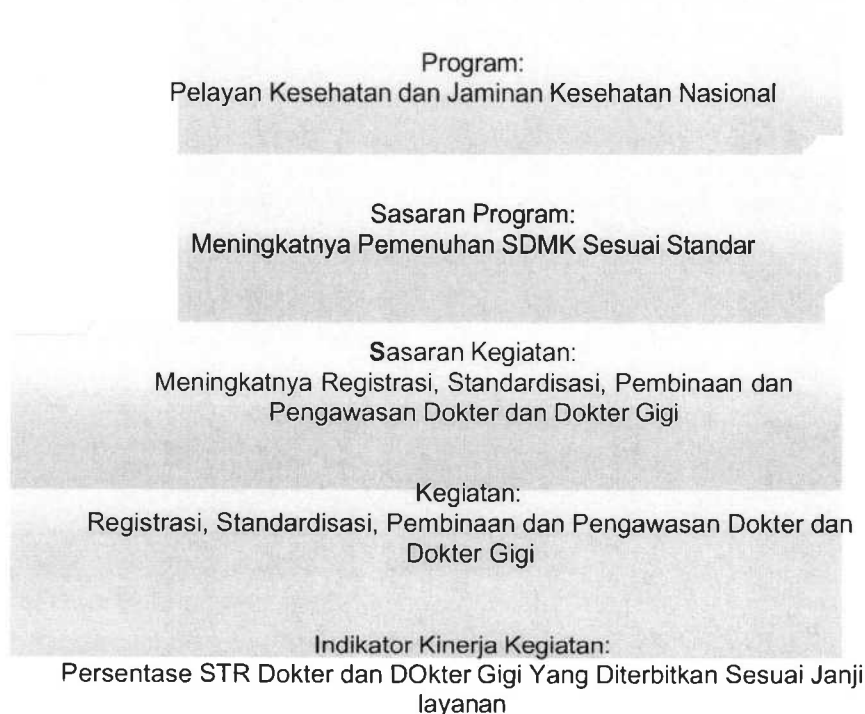 Program:
Pelayan Kesehatan dan Jaminan Kesehatan Nasional
Sasaran Program:
Meningkatnya Pemenuhan SDMK Sesuai Standar
Sasaran Kegiatan:
Meningkatnya Registrasi, Standardisasi, Pembinaan dan
Pengawasan Dokter dan Dokter Gigi
Kegiatan:
Registrasi, Standardisasi, Pembinaan dan Pengawasan Dokter dan
Dokter Gigi
Indikator Kinerja Kegiatan:
Persentase STR Dokter dan DOkter Gigi Yang Diterbitkan Sesuai Janji
layanan